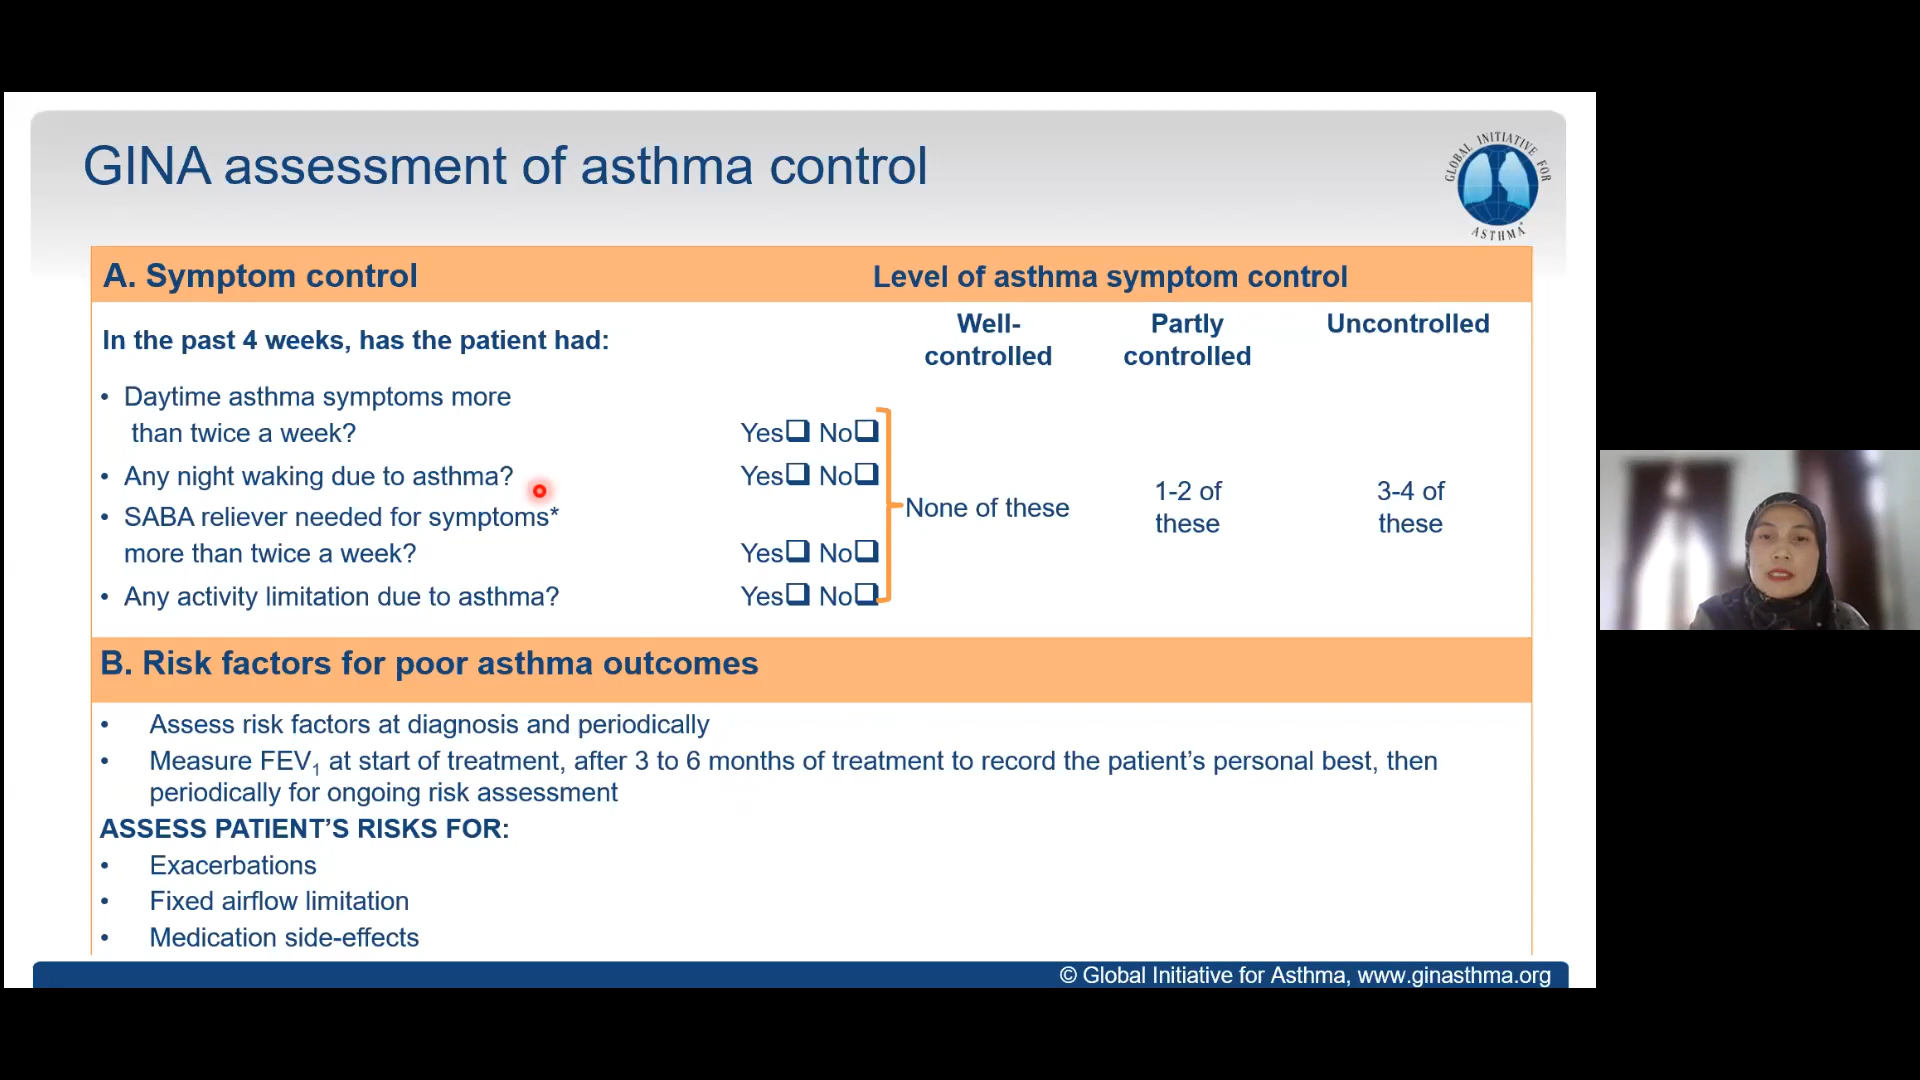 GINA assessment of asthma control
GLOBAL INITIATIVE FOR
ASTHMA
A. Symptom control
Level of asthma symptom control
In the past 4 weeks, has the patient had:
Well-
controlled
Partly
controlled
Uncontrolled
• Daytime asthma symptoms more
than twice a week?
Yes❑ No❑
• Any night waking due to asthma?
Yes❑ No❑
• SABA reliever needed for symptoms*
more than twice a week?
Yes❑ No❑
• Any activity limitation due to asthma?
Yes❑ No❑
None of these
1-2 of
these
3-4 of
these
B. Risk factors for poor asthma outcomes
• Assess risk factors at diagnosis and periodically
• Measure FEV₁ at start of treatment, after 3 to 6 months of treatment to record the patient’s personal best, then
periodically for ongoing risk assessment
ASSESS PATIENT’S RISKS FOR:
• Exacerbations
• Fixed airflow limitation
• Medication side-effects
© Global Initiative for Asthma, www.ginasthma.org